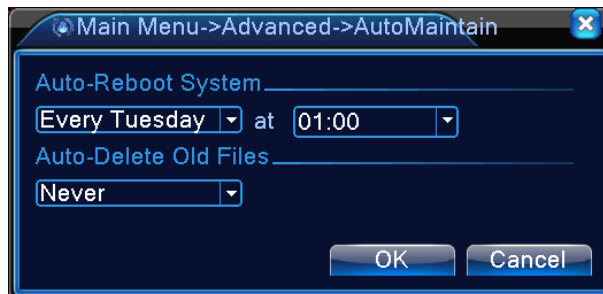 Main Menu->Advanced->AutoMaintain
Auto-Reboot System
Every Tuesday at 01:00
Auto-Delete Old Files
Never
OK Cancel